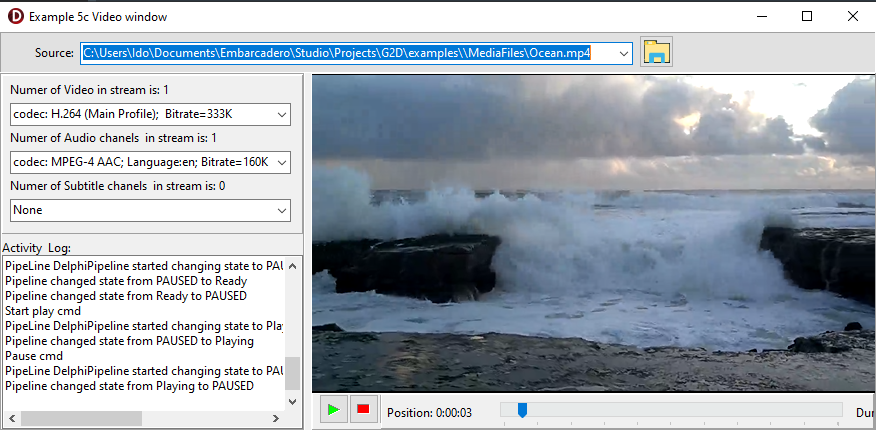 Example 5c Video window
Source: C:\Users\Ido\Documents\Embarcadero\Studio\Projects\G2D\examples\\MediaFiles\Ocean.mp4
Numer of Video in stream is: 1
codec: H.264 (Main Profile);  Bitrate=333K
Numer of Audio chanels  in stream is: 1
codec: MPEG-4 AAC; Language:en; Bitrate=160K
Numer of Subtitle chanels  in stream is: 0
None
Activity  Log:
PipeLine DelphiPipeline started changing state to PAU
Pipeline changed state from PAUSED to Ready
Pipeline changed state from Ready to PAUSED
Start play cmd
PipeLine DelphiPipeline started changing state to Play
Pipeline changed state from PAUSED to Playing
Pause cmd
PipeLine DelphiPipeline started changing state to PAU
Pipeline changed state from Playing to PAUSED
Position: 0:00:03
Dur